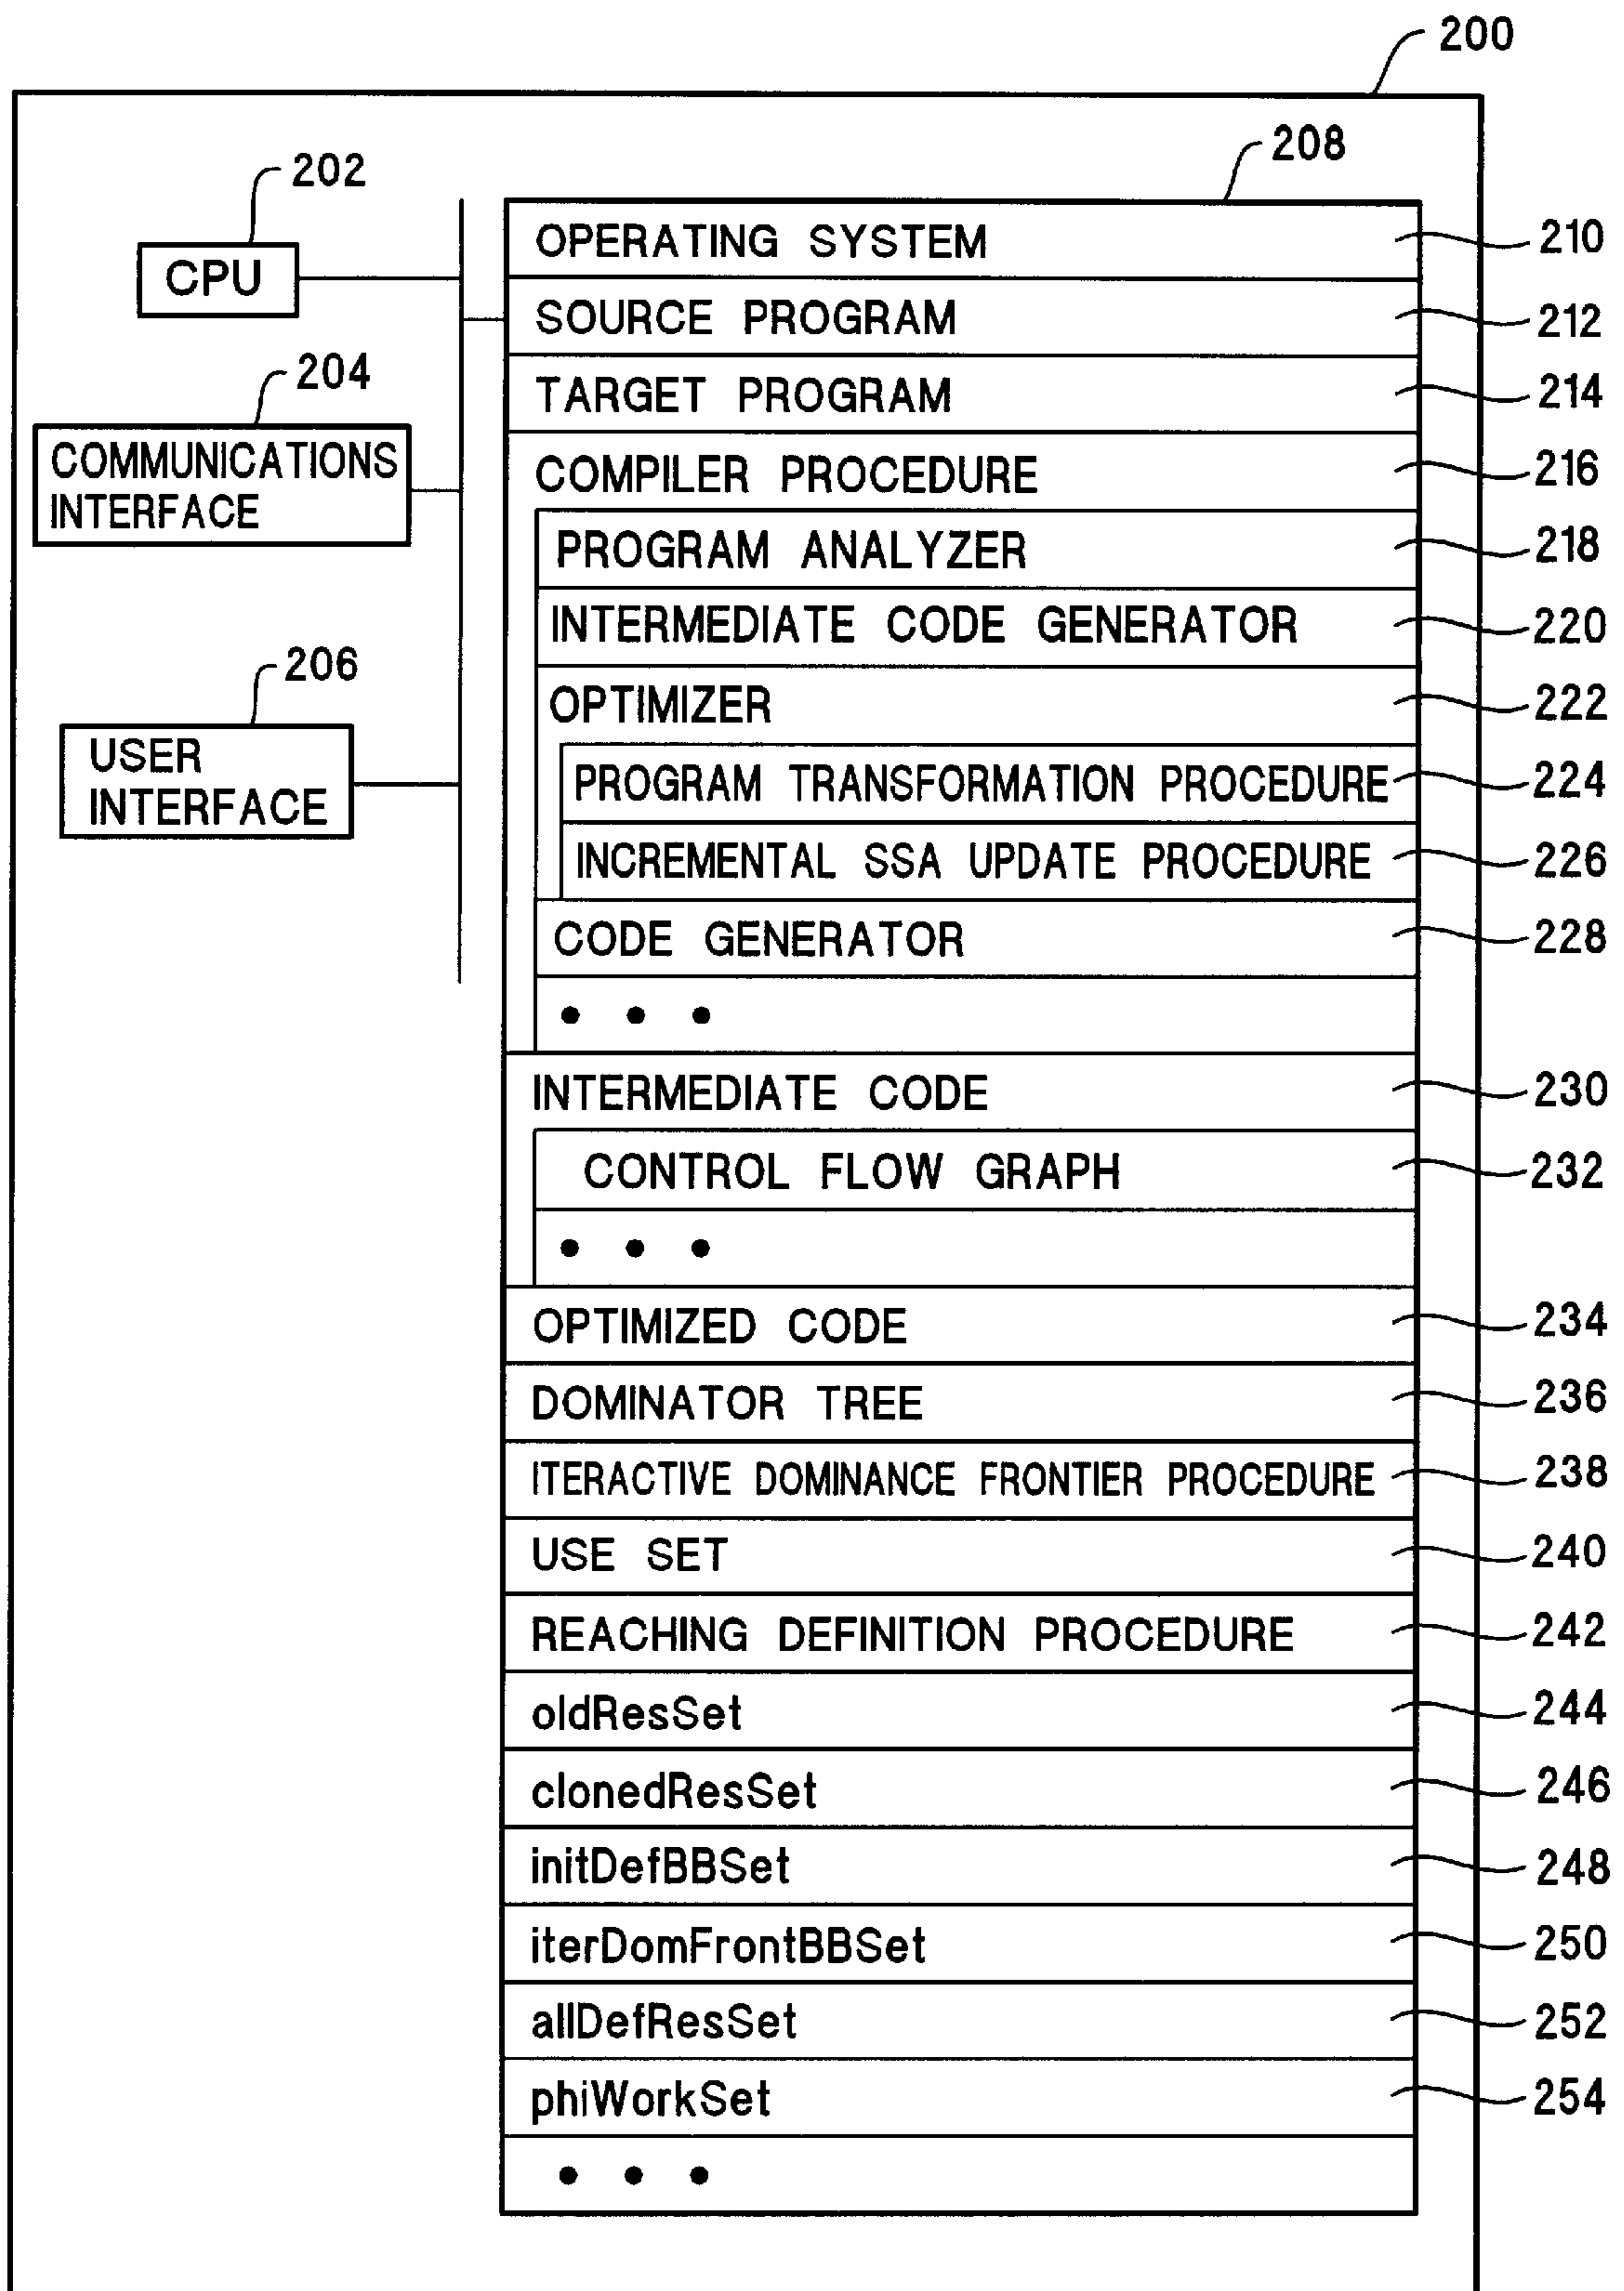 200
208
202
CPU
204
COMMUNICATIONS
INTERFACE
206
USER
INTERFACE
OPERATING SYSTEM 210
SOURCE PROGRAM 212
TARGET PROGRAM 214
COMPILER PROCEDURE 216
PROGRAM ANALYZER 218
INTERMEDIATE CODE GENERATOR 220
OPTIMIZER 222
PROGRAM TRANSFORMATION PROCEDURE 224
INCREMENTAL SSA UPDATE PROCEDURE 226
CODE GENERATOR 228
• • •
INTERMEDIATE CODE 230
CONTROL FLOW GRAPH 232
• • •
OPTIMIZED CODE 234
DOMINATOR TREE 236
ITERACTIVE DOMINANCE FRONTIER PROCEDURE 238
USE SET 240
REACHING DEFINITION PROCEDURE 242
oldResSet 244
clonedResSet 246
initDefBBSet 248
iterDomFrontBBSet 250
allDefResSet 252
phiWorkSet 254
• • •